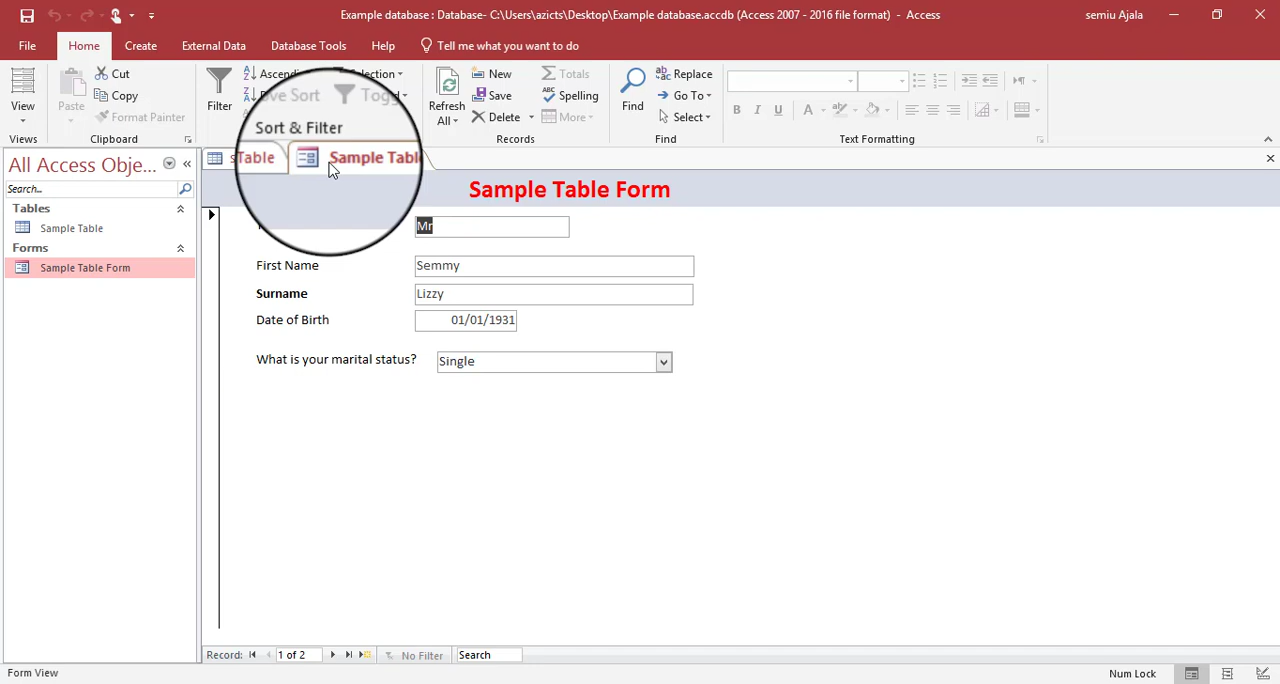 Example database : Database- C:\Users\azicts\Desktop\Example database.accdb (Access 2007 - 2016 file format) - Access
semiu Ajala
File Home Create External Data Database Tools Help Tell me what you want to do
View
Views
Paste
Cut
Copy
Format Painter
Clipboard
Filter
Sort & Filter
Refresh
All
New
Save
Delete
Totals
Spelling
More
Records
Find
Replace
Go To
Select
Find
B I U A
Text Formatting
All Access Obje...
Search...
Tables
Sample Table
Forms
Sample Table Form
Sample Table Form
Mr
First Name Semmy
Surname Lizzy
Date of Birth 01/01/1931
What is your marital status? Single
Record: 1 of 2 No Filter Search
Form View
Num Lock